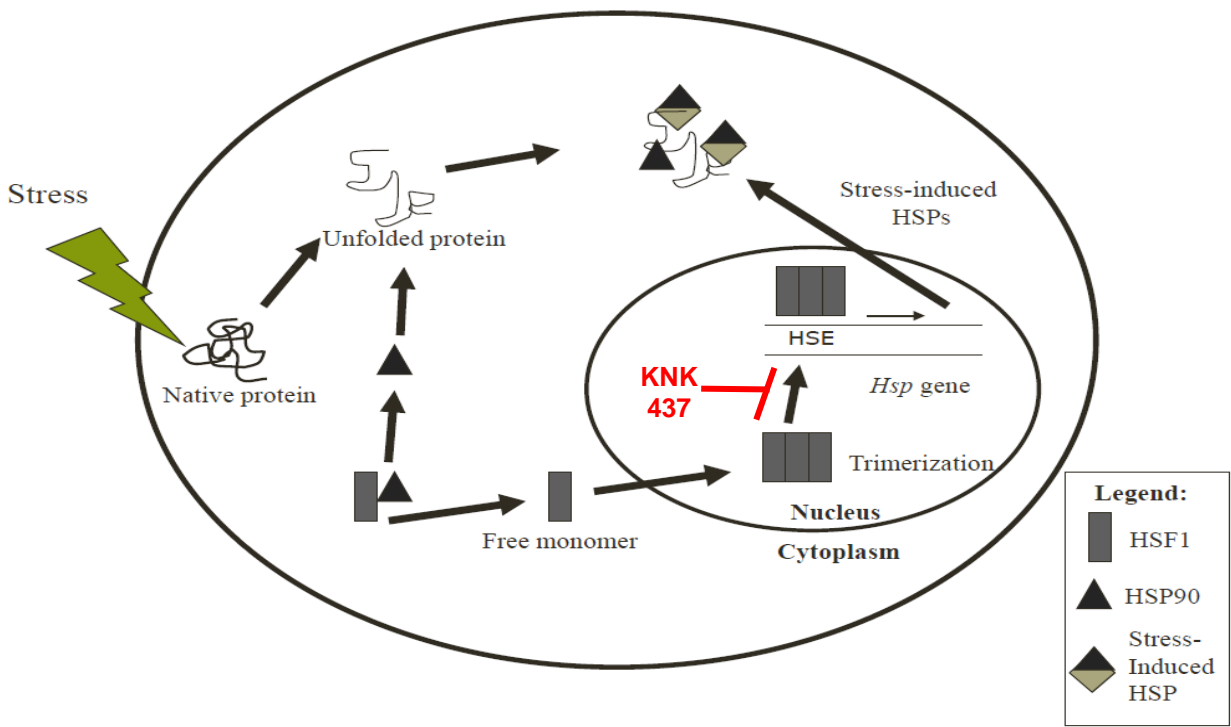 Stress
Unfolded protein
Native protein
Stress-induced
HSPs
HSE
Hsp gene
KNK
437
Trimerization
Nucleus
Cytoplasm
Free monomer
Legend:
HSF1
HSP90
Stress-
Induced
HSP